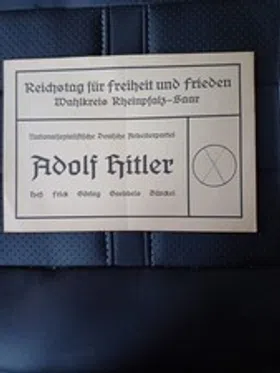 Reichstag für Freiheit und Frieden
Wahlkreis Rheinpfalz-Saar
Nationalsozialistische Deutsche Arbeiterpartei
Adolf Hitler
Heß Frick Göring Goebbels Bürckel